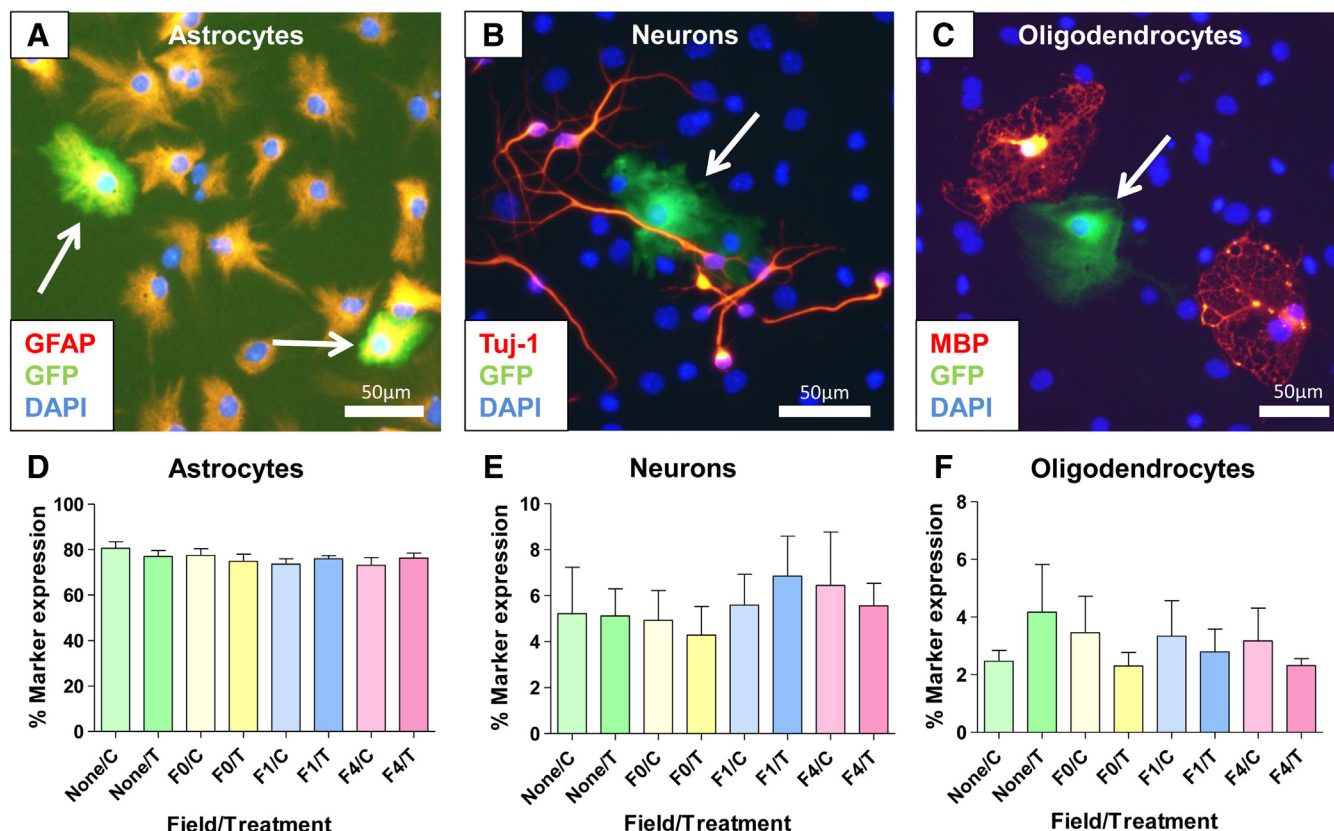 A
Astrocytes
GFAP
GFP
DAPI
50µm
B
Neurons
Tuj-1
GFP
DAPI
50µm
C
Oligodendrocytes
MBP
GFP
DAPI
50µm
D
Astrocytes
% Marker expression
100
80
60
40
20
0
None/C
None/T
F0/C
F0/T
F1/C
F1/T
F4/C
F4/T
Field/Treatment
E
Neurons
% Marker expression
10
8
6
4
2
0
None/C
None/T
F0/C
F0/T
F1/C
F1/T
F4/C
F4/T
Field/Treatment
F
Oligodendrocytes
% Marker expression
8
6
4
2
0
None/C
None/T
F0/C
F0/T
F1/C
F1/T
F4/C
F4/T
Field/Treatment